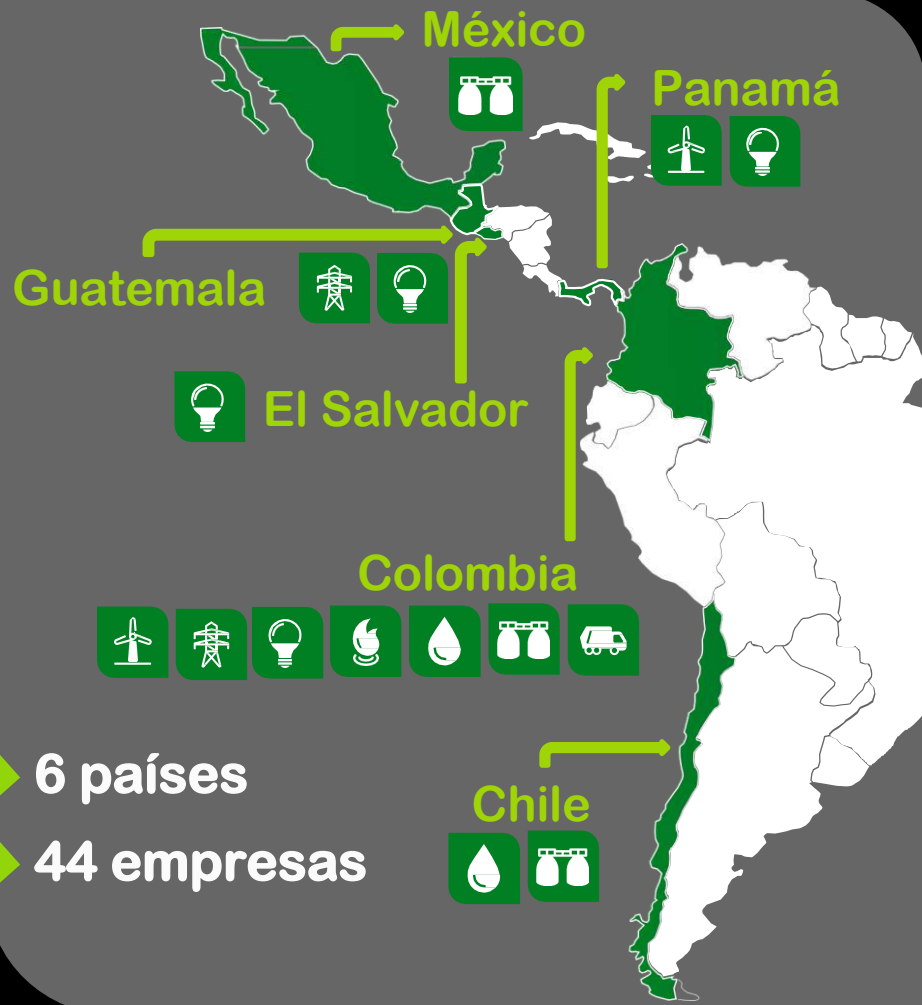 México
Panamá
Guatemala
El Salvador
Colombia
6 países
Chile
44 empresas